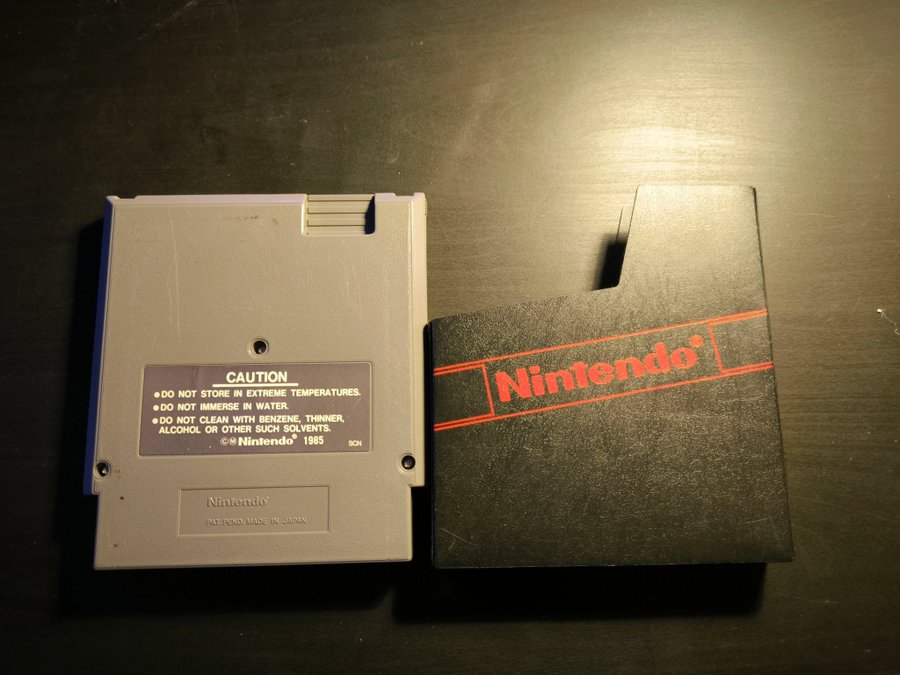 CAUTION
●DO NOT STORE IN EXTREME TEMPERATURES.
●DO NOT IMMERSE IN WATER.
●DO NOT CLEAN WITH BENZENE, THINNER,
ALCOHOL OR OTHER SUCH SOLVENTS.
©Ⓜ Nintendo® 1985 SCN
Nintendo®
PAT. PEND. MADE IN JAPAN
Nintendo®